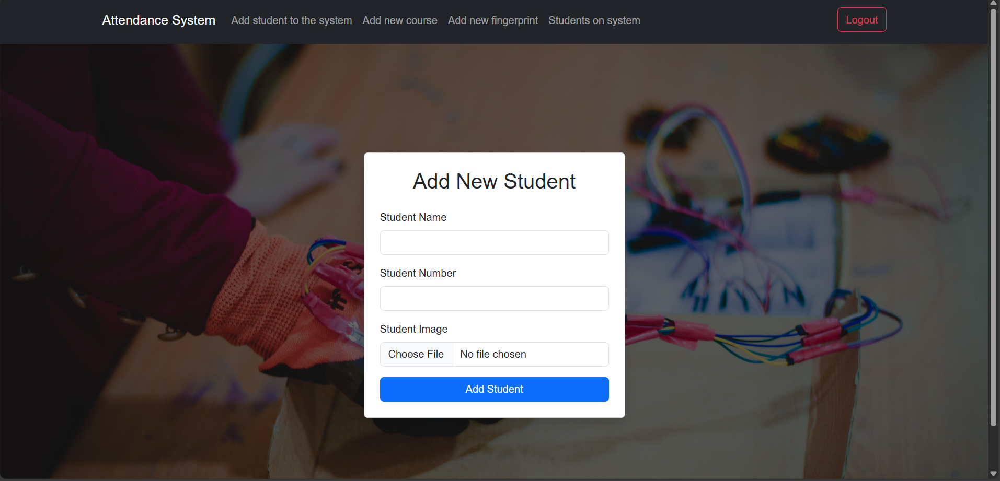 Attendance System Add student to the system Add new course Add new fingerprint Students on system Logout
Add New Student
Student Name
Student Number
Student Image
Choose File No file chosen
Add Student